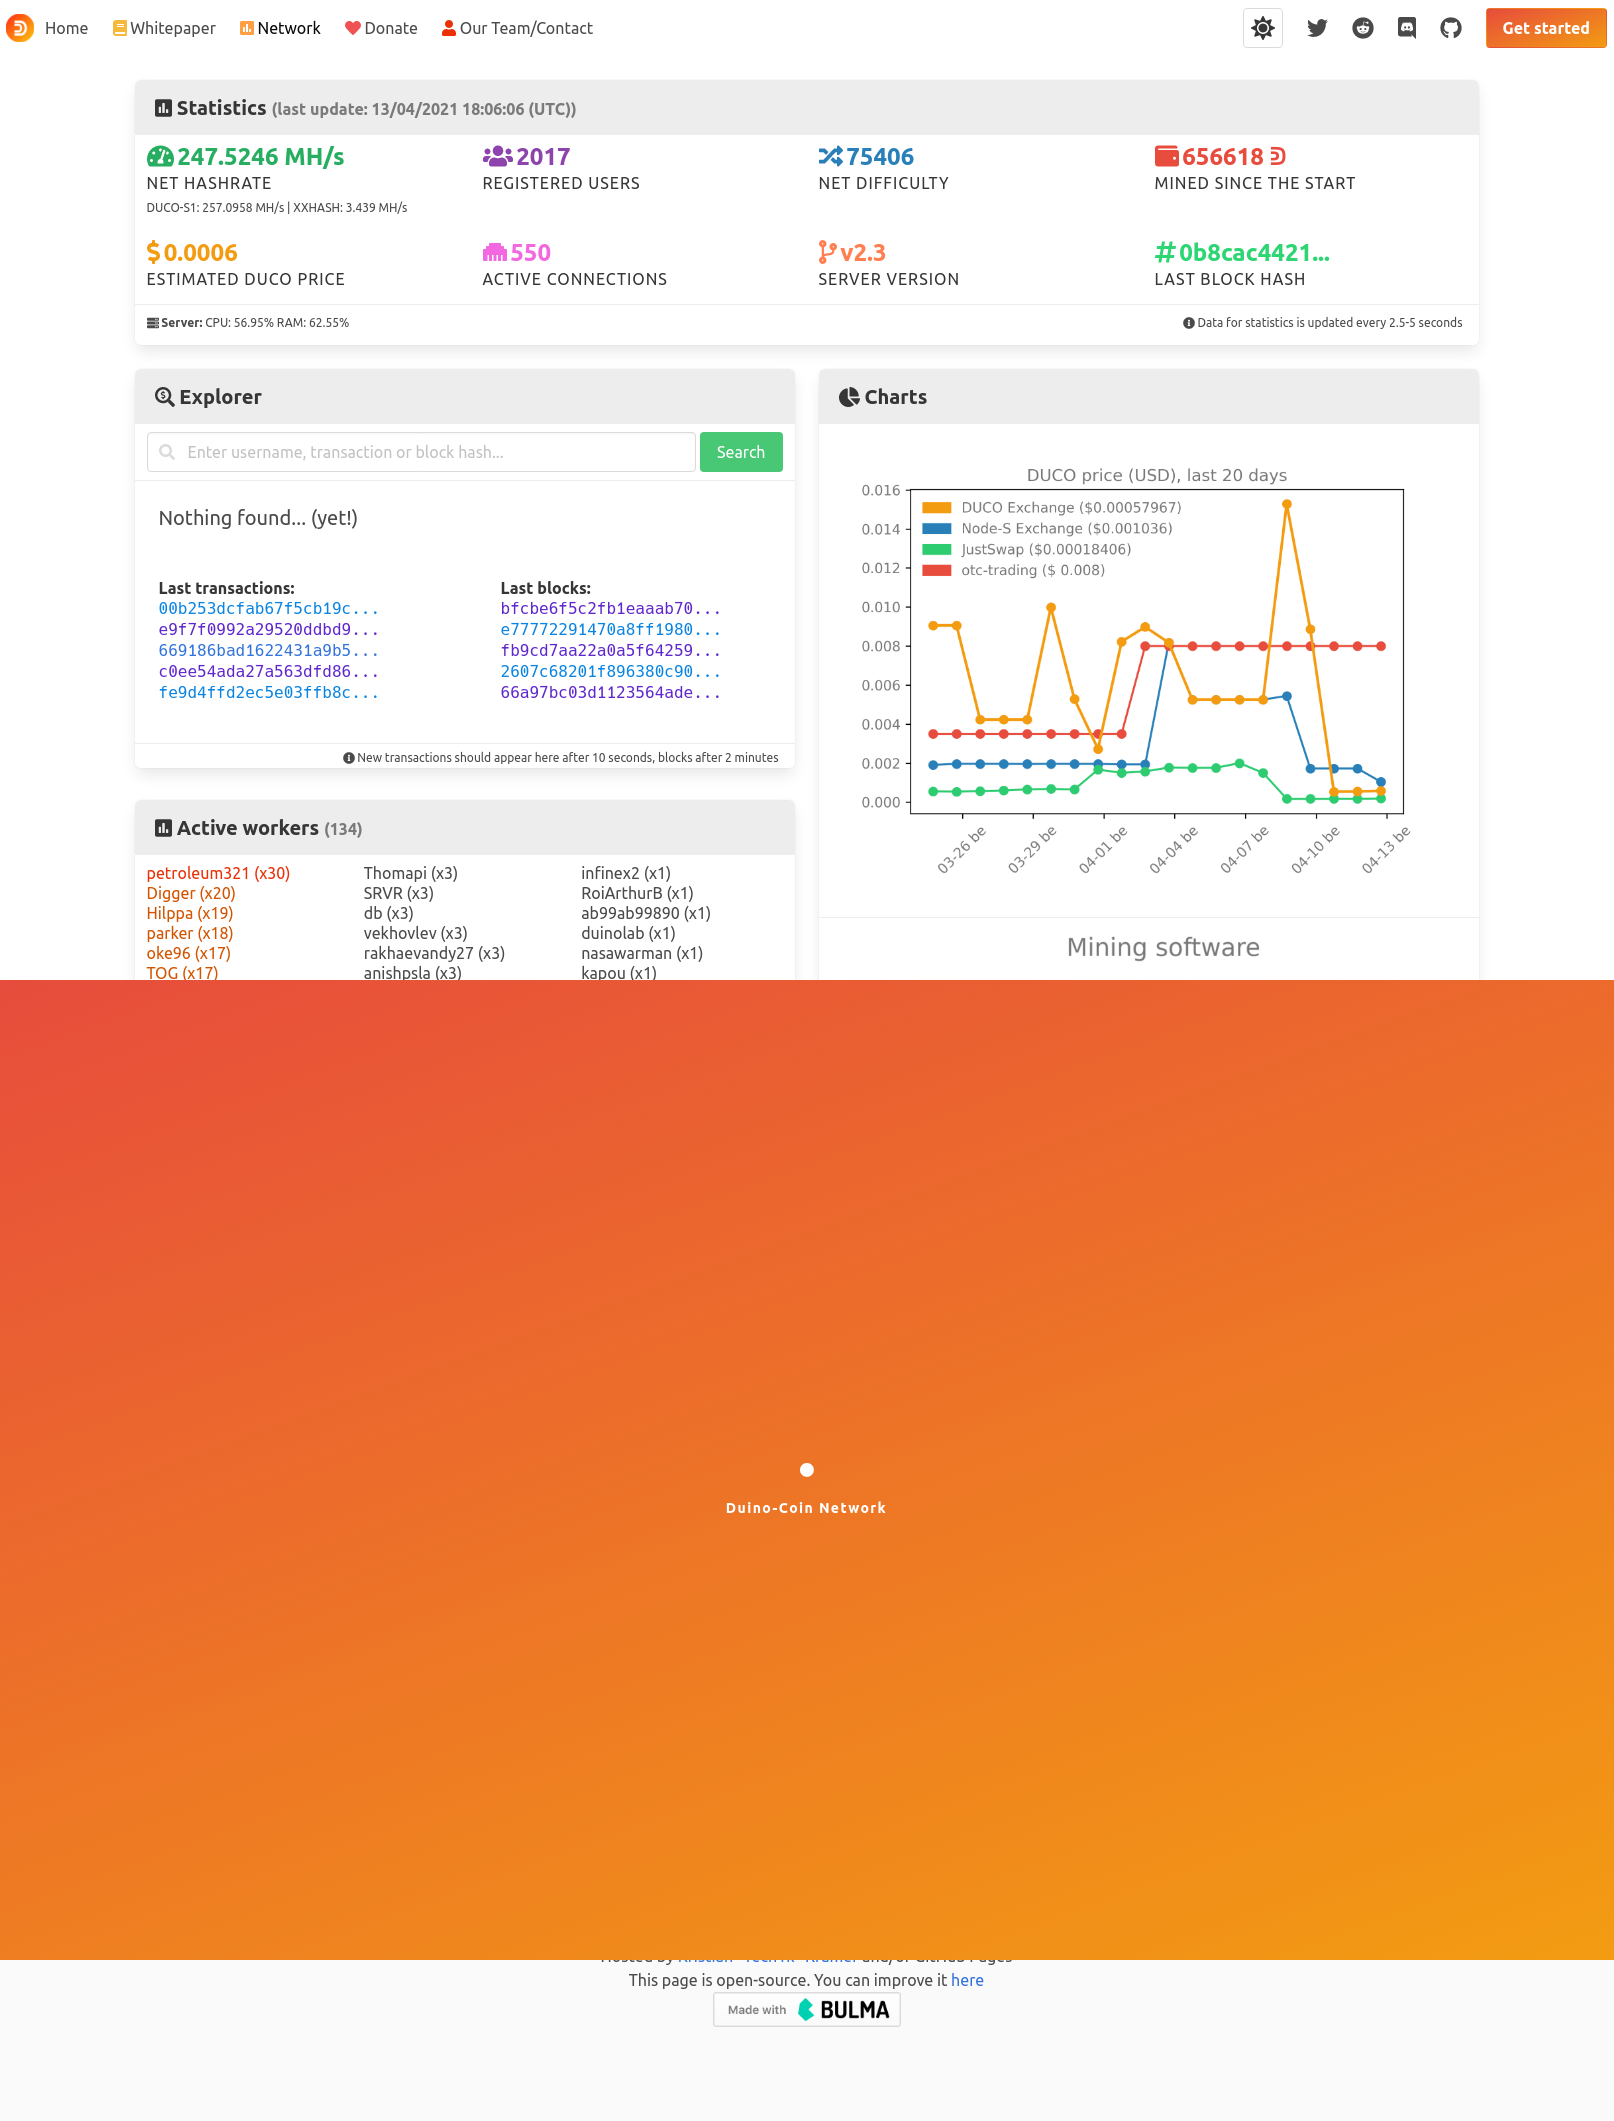 Home Whitepaper Network Donate Our Team/Contact Get started
Statistics (last update: 13/04/2021 18:06:06 (UTC))
247.5246 MH/s
NET HASHRATE
DUCO-S1: 257.0958 MH/s | XXHASH: 3.439 MH/s
2017
REGISTERED USERS
75406
NET DIFFICULTY
656618
MINED SINCE THE START
0.0006
ESTIMATED DUCO PRICE
550
ACTIVE CONNECTIONS
v2.3
SERVER VERSION
0b8cac4421...
LAST BLOCK HASH
Server: CPU: 56.95% RAM: 62.55%
Data for statistics is updated every 2.5-5 seconds
Explorer
Enter username, transaction or block hash...
Search
Nothing found... (yet!)
Last transactions:
00b253dcfab67f5cb19c...
e9f7f0992a29520ddbd9...
669186bad1622431a9b5...
c0ee54ada27a563dfd86...
fe9d4ffd2ec5e03ffb8c...
Last blocks:
bfcbe6f5c2fb1eaaab70...
e77772291470a8ff1980...
fb9cd7aa22a0a5f64259...
2607c68201f896380c90...
66a97bc03d1123564ade...
New transactions should appear here after 10 seconds, blocks after 2 minutes
Active workers (134)
petroleum321 (x30)
Digger (x20)
Hilppa (x19)
parker (x18)
oke96 (x17)
TOG (x17)
Thomapi (x3)
SRVR (x3)
db (x3)
vekhovlev (x3)
rakhaevandy27 (x3)
anishpsla (x3)
infinex2 (x1)
RoiArthurB (x1)
ab99ab99890 (x1)
duinolab (x1)
nasawarman (x1)
kapou (x1)
Charts
DUCO price (USD), last 20 days
DUCO Exchange ($0.00057967)
Node-S Exchange ($0.001036)
JustSwap ($0.00018406)
otc-trading ($ 0.008)
0.016
0.014
0.012
0.010
0.008
0.006
0.004
0.002
0.000
03-26 be
03-29 be
04-01 be
04-04 be
04-07 be
04-10 be
04-13 be
Mining software
Duino-Coin Network
This page is open-source. You can improve it here
Made with BULMA